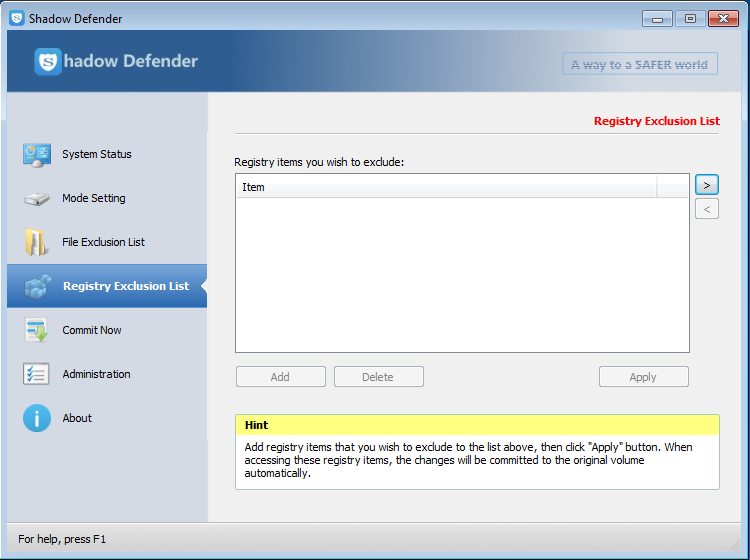 Shadow Defender
Shadow Defender
A way to a SAFER world
System Status
Mode Setting
File Exclusion List
Registry Exclusion List
Commit Now
Administration
About
Registry Exclusion List
Registry items you wish to exclude:
Item
>
<
Add
Delete
Apply
Hint
Add registry items that you wish to exclude to the list above, then click "Apply" button. When
accessing these registry items, the changes will be committed to the original volume
automatically.
For help, press F1